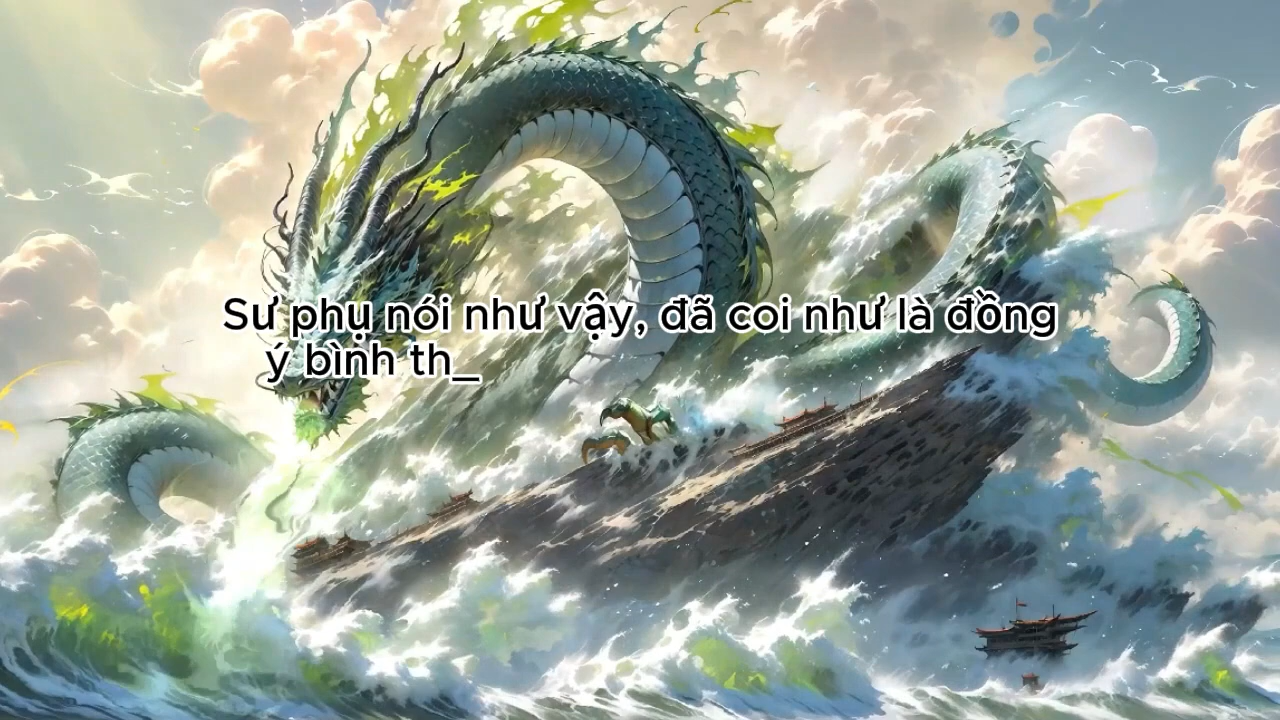 Sư phụ nói như vậy, đã coi như là đồng
ý bình th_